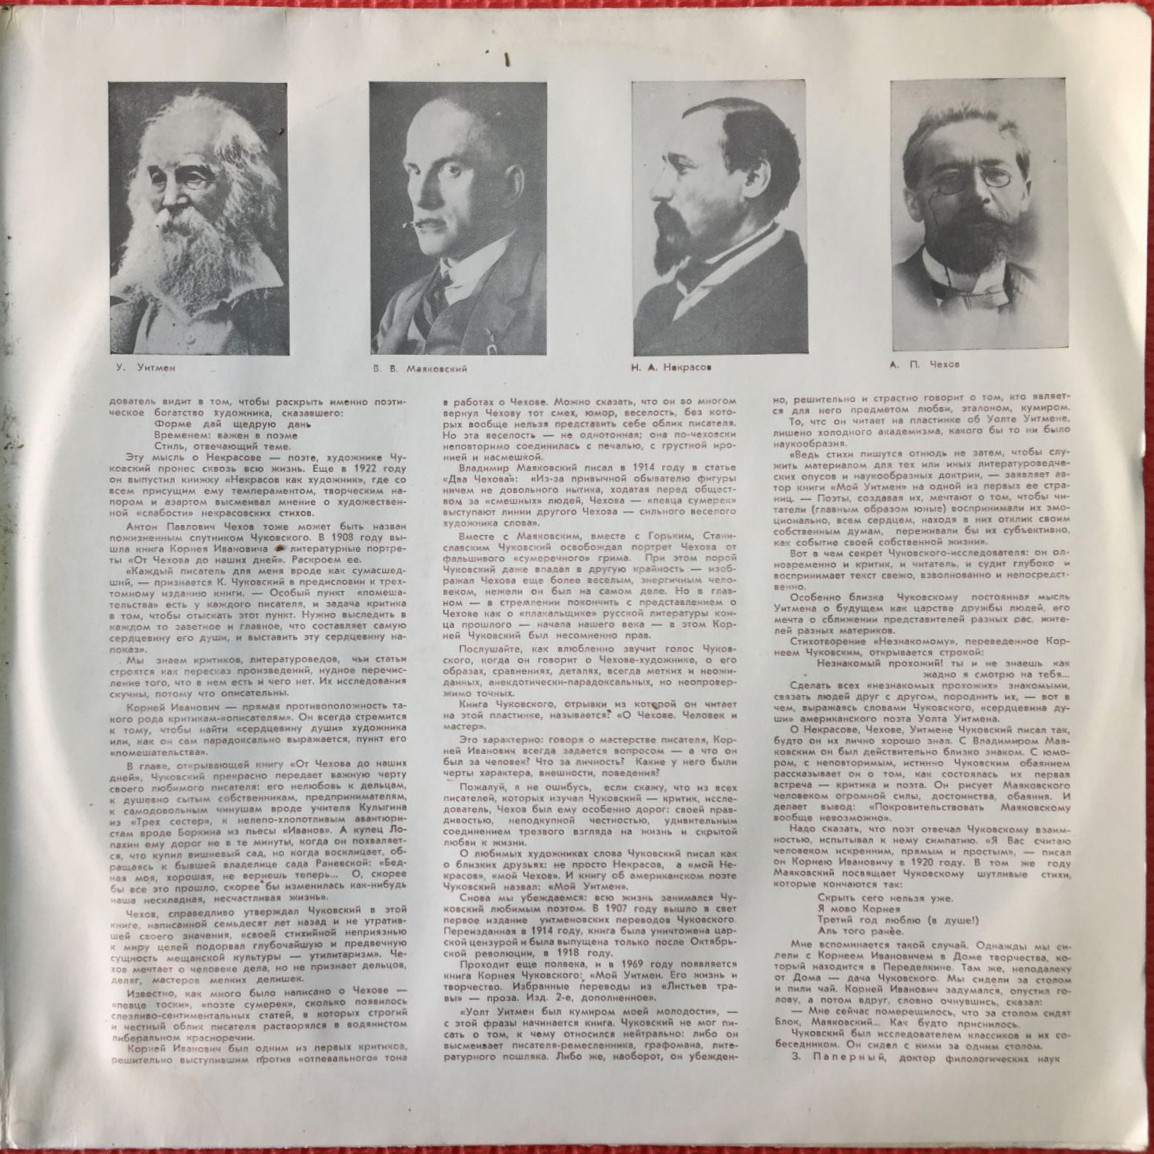 У. Уитмен
В. В. Маяковский
Н. А. Некрасов
А. П. Чехов
дователь видит в том, чтобы раскрыть именно поэти-
ческое богатство художника, сказавшего:
Форме дай щедрую дань
Временем: важен в поэме
Стиль, отвечающий теме.
Эту мысль о Некрасове — поэте, художнике Чу-
ковский пронес сквозь всю жизнь. Еще в 1922 году
он выпустил книжку «Некрасов как художник», где со
всем присущим ему темпераментом, творческим на-
пором и азартом высмеивал мнение о художествен-
ной «слабости» некрасовских стихов.
Антон Павлович Чехов тоже может быть назван
пожизненным спутником Чуковского. В 1908 году вы-
шла книга Корнея Ивановича литературные портре-
ты «От Чехова до наших дней». Раскроем ее.
«Каждый писатель для меня вроде как сумасшед-
ший, — признается К. Чуковский в предисловии к трех-
томному изданию книги. — Особый пункт «помеша-
тельства» есть у каждого писателя, и задача критика
в том, чтобы отыскать этот пункт. Нужно выследить в
каждом то заветное и главное, что составляет самую
сердцевину его души, и выставить эту сердцевину на-
показ».
Мы знаем критиков, литературоведов, чьи статьи
строятся как пересказ произведений, нудное перечис-
ление того, что в нем есть и чего нет. Их исследования
скучны, потому что описательны.
Корней Иванович — прямая противоположность та-
кого рода «критикам-«описателям». Он всегда стремится
к тому, чтобы найти «сердцевину души» художника
или, как он сам парадоксально выражается, пункт его
«помешательства».
В главе, открывающей книгу «От Чехова до наших
дней», Чуковский прекрасно передает важную черту
своего любимого писателя: его нелюбовь к дельцам,
к душевно сытым собственникам, предпринимателям,
к самодовольным чинушам вроде учителя Кулыгина
из «Трех сестер», к нелепо-хлопотливым авантюри-
стам вроде Боркина из пьесы «Иванов». А купец Ло-
пахин ему дорог не в те минуты, когда он похваляет-
ся, что купил вишневый сад, но когда восклицает, об-
ращаясь к бывшей владелице сада Раневской: «Бед-
ная моя, хорошая, не вернешь теперь... О, скорее
бы все это прошло, скорее бы изменилась как-нибудь
наша нескладная, несчастливая жизнь».
Чехов, справедливо утверждал Чуковский в этой
книге, написанной семьдесят лет назад и не утратив-
шей своего значения, «своей стихийной неприязнью
к миру целей подорвал глубочайшую и предвечную
сущность мещанской культуры — утилитаризм». Че-
хов мечтает о человеке дела, но не признает дельцов,
деляг, мастеров мелких делишек.
Известно, как много было написано о Чехове —
«певце тоски», «поэте сумерек», сколько появилось
слезливо-сентиментальных статей, в которых строгий
и честный облик писателя растворялся в водянистом
либеральном красноречии.
Корней Иванович был одним из первых критиков,
решительно выступившим против «отпевального» тона
в работах о Чехове. Можно сказать, что он во многом
вернул Чехову тот смех, юмор, веселость, без кото-
рых вообще нельзя представить себе облик писателя.
Но эта веселость — не однотонная; она по-чеховски
неповторимо соединилась с печалью, с грустной иро-
нией и насмешкой.
Владимир Маяковский писал в 1914 году в статье
«Два Чехова»: «Из-за привычной обывателю фигуры
ничем не довольного нытика, ходатая перед общест-
вом за «смешных» людей, Чехова — «певца сумерек»
выступают линии другого Чехова — сильного веселого
художника слова».
Вместе с Маяковским, вместе с Горьким, Стани-
славским Чуковский освобождал портрет Чехова от
фальшивого «сумеречного» грима. При этом порой
Чуковский даже впадал в другую крайность — изоб-
ражал Чехова еще более веселым, энергичным чело-
веком, нежели он был на самом деле. Но в глав-
ном — в стремлении покончить с представлением о
Чехове как о «плакальщике» русской литературы кон-
ца прошлого — начала нашего века — в этом Кор-
ней Чуковский был несомненно прав.
Послушайте, как влюбленно звучит голос Чуков-
ского, когда он говорит о Чехове-художнике, о его
образах, сравнениях, деталях, всегда метких и неожи-
данных, анекдотически-парадоксальных, но неопровер-
жимо точных.
Книга Чуковского, отрывки из которой он читает
на этой пластинке, называется: «О Чехове. Человек и
мастер».
Это характерно: говоря о мастерстве писателя, Кор-
ней Иванович всегда задается вопросом — а что он
был за человек? Что за личность? Какие у него были
черты характера, внешности, поведения?
Пожалуй, я не ошибусь, если скажу, что из всех
писателей, которых изучал Чуковский — критик, иссле-
дователь, Чехов был ему особенно дорог: своей прав-
дивостью, неподкупной честностью, удивительным
соединением трезвого взгляда на жизнь и скрытой
любви к жизни.
О любимых художниках слова Чуковский писал как
о близких друзьях: не просто Некрасов, а «мой Не-
красов», «мой Чехов». И книгу об американском поэте
Чуковский назвал: «Мой Уитмен».
Снова мы убеждаемся: всю жизнь занимался Чу-
ковский любимым поэтом. В 1907 году вышло в свет
первое издание уитменовских переводов Чуковского.
Переизданная в 1914 году, книга была уничтожена цар-
ской цензурой и была выпущена только после Октябрь-
ской революции, в 1918 году.
Проходит еще полвека, и в 1969 году появляется
книга Корнея Чуковского: «Мой Уитмен. Его жизнь и
творчество. Избранные переводы из «Листьев тра-
вы» — проза. Изд. 2-е, дополненное».
«Уолт Уитмен был кумиром моей молодости», —
с этой фразы начинается книга. Чуковский не мог пи-
сать о том, к чему относился нейтрально: либо он
высмеивает писателя-ремесленника, графомана, лите-
ратурного пошляка. Либо же, наоборот, он убежден-
но, решительно и страстно говорит о том, кто являет-
ся для него предметом любви, эталоном, кумиром.
То, что он читает на пластинке об Уолте Уитмене,
лишено холодного академизма, какого бы то ни было
наукообразия.
«Ведь стихи пишутся отнюдь не затем, чтобы слу-
жить материалом для тех или иных литературоведче-
ских опусов и наукообразных доктрин, — заявляет ав-
тор книги «Мой Уитмен» на одной из первых ее стра-
ниц. — Поэты, создавая их, мечтают о том, чтобы чи-
татели (главным образом юные) воспринимали их эмо-
ционально, всем сердцем, находя в них отклик своим
собственным думам, переживали бы их субъективно,
как событие своей собственной жизни».
Вот в чем секрет Чуковского-исследователя: он од-
новременно и критик, и читатель, и судит глубоко и
воспринимает текст свежо, взволнованно и непосредст-
венно.
Особенно близка Чуковскому постоянная мысль
Уитмена о будущем как царстве дружбы людей, его
мечта о сближении представителей разных рас, жите-
лей разных материков.
Стихотворение «Незнакомому», переведенное Кор-
неем Чуковским, открывается строкой:
Незнакомый прохожий! ты и не знаешь как
жадно я смотрю на тебя...
Сделать всех «незнакомых прохожих» знакомыми,
связать людей друг с другом, породнить их, — вот в
чем, выражаясь словами Чуковского, «сердцевина ду-
ши» американского поэта Уолта Уитмена.
О Некрасове, Чехове, Уитмене Чуковский писал так,
будто он их лично хорошо знал. С Владимиром Мая-
ковским он был действительно близко знаком. С юмо-
ром, с неповторимым, истинно Чуковским обаянием
рассказывает он о том, как состоялась их первая
встреча — критика и поэта. Он рисует Маяковского
человеком огромной силы, достоинства, обаяния. И
делает вывод: «Покровительствовать Маяковскому
вообще невозможно».
Надо сказать, что поэт отвечал Чуковскому взаим-
ностью, испытывал к нему симпатию. «Я Вас считаю
человеком искренним, прямым и простым», — писал
он Корнею Ивановичу в 1920 году. В том же году
Маяковский посвящает Чуковскому шутливые стихи,
которые кончаются так:
Скрыть сего нельзя уже.
Я мово Корнея
Третий год люблю (в душе!)
Аль того ранее.
Мне вспоминается такой случай. Однажды мы си-
дели с Корнеем Ивановичем в Доме творчества, ко-
торый находится в Переделкине. Там же, неподалеку
от Дома — дача Чуковского. Мы сидели за столом
и пили чай. Корней Иванович задумался, опустил го-
лову, а потом вдруг, словно очнувшись, сказал:
— Мне сейчас померещилось, что за столом сидят
Блок, Маяковский... Как будто приснилось.
Чуковский был исследователем классиков и их со-
беседником. Он сидел с ними за одним столом.
З. Паперный, доктор филологических наук